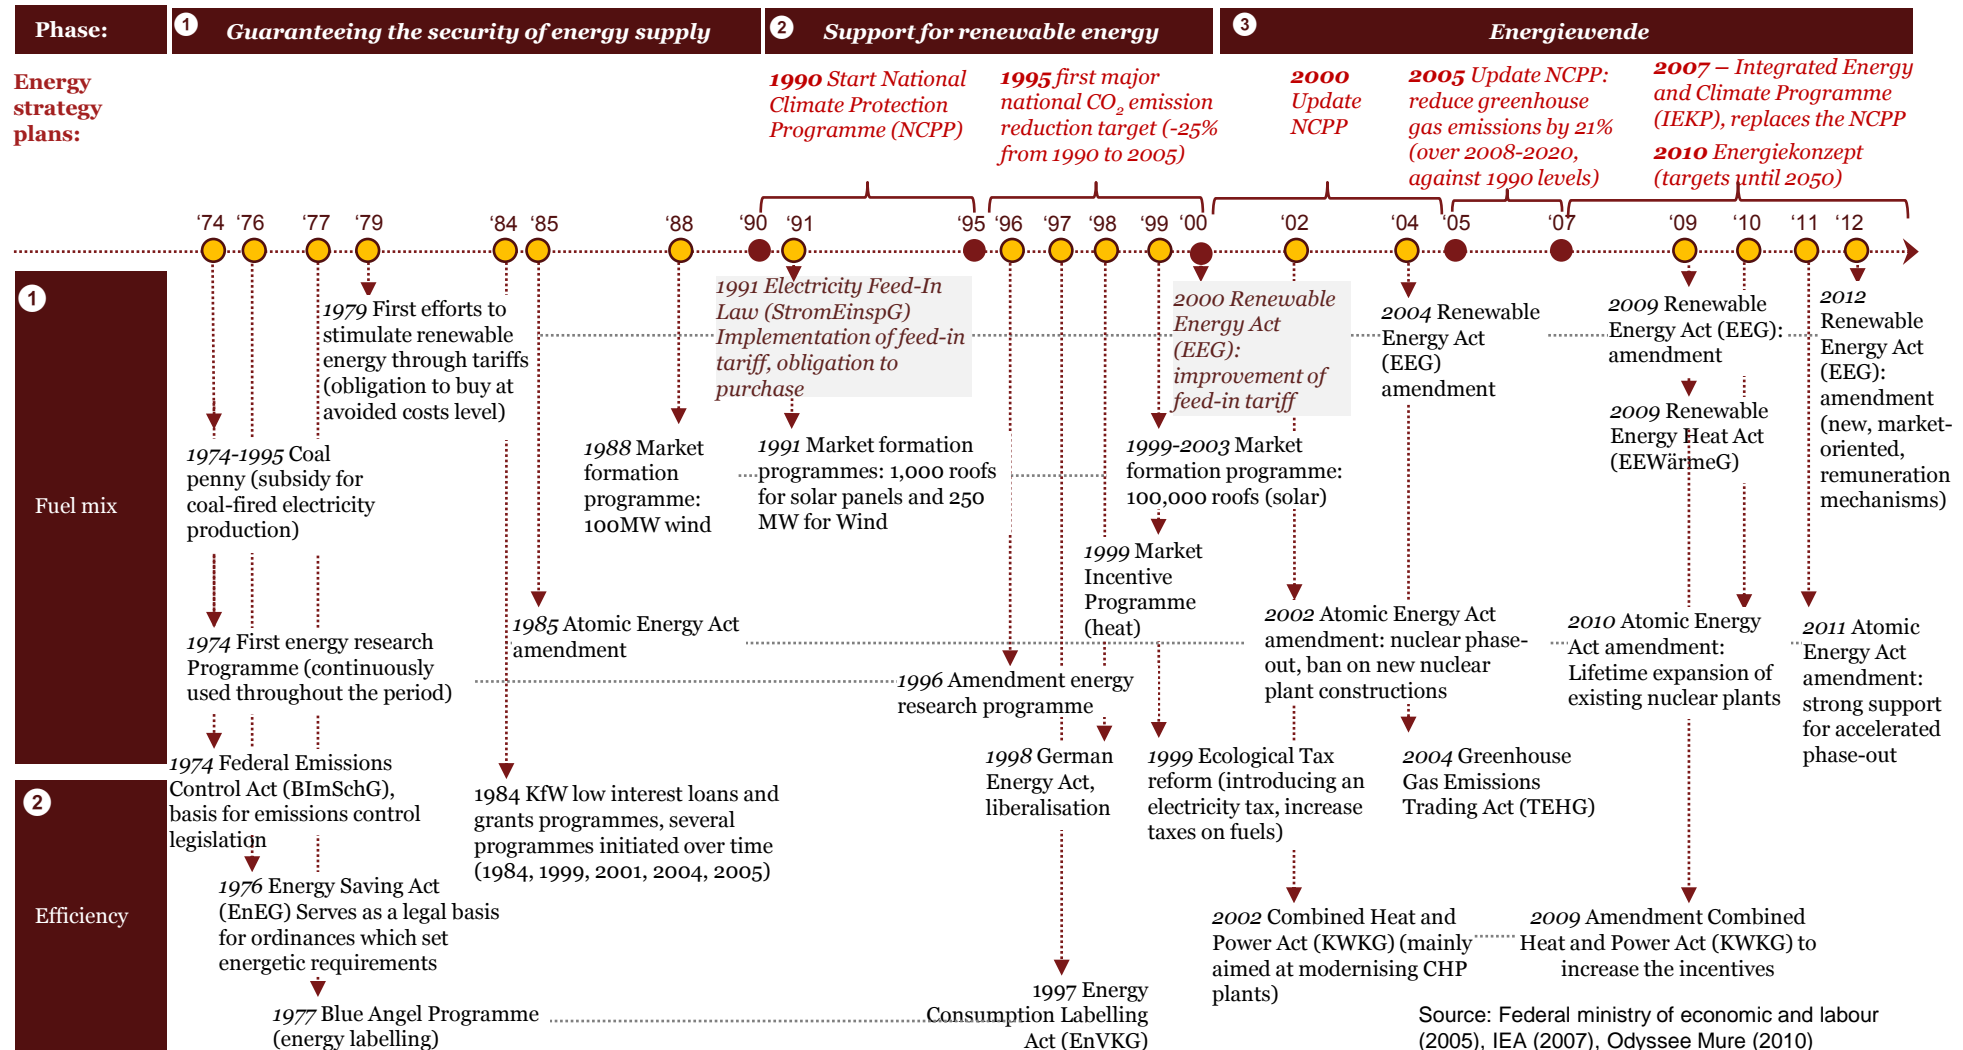 Phase:
1 Guaranteeing the security of energy supply
2 Support for renewable energy
3 Energiewende
Energy
strategy
plans:
1990 Start National
Climate Protection
Programme (NCPP)
1995 first major
national CO₂ emission
reduction target (-25%
from 1990 to 2005)
2000
Update
NCPP
2005 Update NCPP:
reduce greenhouse
gas emissions by 21%
(over 2008-2020,
against 1990 levels)
2007 – Integrated Energy
and Climate Programme
(IEKP), replaces the NCPP
2010 Energiekonzept
(targets until 2050)
‘74 ‘76 ‘77 ‘79 ‘84 ‘85 ‘88 ‘90 ‘91 ‘95 ‘96 ‘97 ‘98 ‘99 ‘00 ‘02 ‘04 ‘05 ‘07 ‘09 ‘10 ‘11 ‘12
1
Fuel mix
1979 First efforts to
stimulate renewable
energy through tariffs
(obligation to buy at
avoided costs level)
1991 Electricity Feed-In
Law (StromEinspG)
Implementation of feed-in
tariff, obligation to
purchase
2000 Renewable
Energy Act
(EEG):
improvement of
feed-in tariff
2004 Renewable
Energy Act
(EEG)
amendment
2009 Renewable
Energy Act (EEG):
amendment
2012
Renewable
Energy Act
(EEG):
amendment
(new, market-
oriented,
remuneration
mechanisms)
2009 Renewable
Energy Heat Act
(EEWärmeG)
1974-1995 Coal
penny (subsidy for
coal-fired electricity
production)
1988 Market
formation
programme:
100MW wind
1991 Market formation
programmes: 1,000 roofs
for solar panels and 250
MW for Wind
1999-2003 Market
formation programme:
100,000 roofs (solar)
1999 Market
Incentive
Programme
(heat)
1974 First energy research
Programme (continuously
used throughout the period)
1985 Atomic Energy Act
amendment
1996 Amendment energy
research programme
2002 Atomic Energy Act
amendment: nuclear phase-
out, ban on new nuclear
plant constructions
2010 Atomic Energy
Act amendment:
Lifetime expansion of
existing nuclear plants
2011 Atomic
Energy Act
amendment:
strong support
for accelerated
phase-out
1974 Federal Emissions
Control Act (BImSchG),
basis for emissions control
legislation
1998 German
Energy Act,
liberalisation
1999 Ecological Tax
reform (introducing an
electricity tax, increase
taxes on fuels)
2004 Greenhouse
Gas Emissions
Trading Act (TEHG)
2
Efficiency
1984 KfW low interest loans and
grants programmes, several
programmes initiated over time
(1984, 1999, 2001, 2004, 2005)
1976 Energy Saving Act
(EnEG) Serves as a legal basis
for ordinances which set
energetic requirements
2002 Combined Heat and
Power Act (KWKG) (mainly
aimed at modernising CHP
plants)
2009 Amendment Combined
Heat and Power Act (KWKG) to
increase the incentives
1977 Blue Angel Programme
(energy labelling)
1997 Energy
Consumption Labelling
Act (EnVKG)
Source: Federal ministry of economic and labour
(2005), IEA (2007), Odyssee Mure (2010)